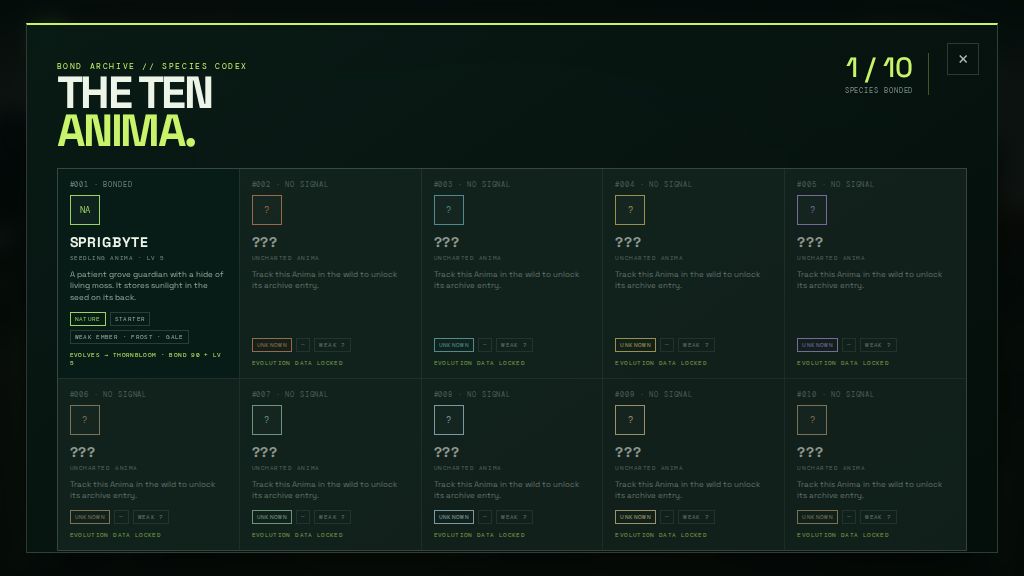 BOND ARCHIVE // SPECIES CODEX
THE TEN
ANIMA.
1 / 10
SPECIES BONDED
✕
#001 · BONDED
NA
SPRIGBYTE
SEEDLING ANIMA · LV 5
A patient grove guardian with a hide of
living moss. It stores sunlight in the
seed on its back.
NATURE
STARTER
WEAK EMBER · FROST · GALE
EVOLVES → THORNBLOOM · BOND 90 + LV
5
#002 · NO SIGNAL
?
???
UNCHARTED ANIMA
Track this Anima in the wild to unlock
its archive entry.
UNKNOWN
—
WEAK ?
EVOLUTION DATA LOCKED
#003 · NO SIGNAL
?
???
UNCHARTED ANIMA
Track this Anima in the wild to unlock
its archive entry.
UNKNOWN
—
WEAK ?
EVOLUTION DATA LOCKED
#004 · NO SIGNAL
?
???
UNCHARTED ANIMA
Track this Anima in the wild to unlock
its archive entry.
UNKNOWN
—
WEAK ?
EVOLUTION DATA LOCKED
#005 · NO SIGNAL
?
???
UNCHARTED ANIMA
Track this Anima in the wild to unlock
its archive entry.
UNKNOWN
—
WEAK ?
EVOLUTION DATA LOCKED
#006 · NO SIGNAL
?
???
UNCHARTED ANIMA
Track this Anima in the wild to unlock
its archive entry.
UNKNOWN
—
WEAK ?
EVOLUTION DATA LOCKED
#007 · NO SIGNAL
?
???
UNCHARTED ANIMA
Track this Anima in the wild to unlock
its archive entry.
UNKNOWN
—
WEAK ?
EVOLUTION DATA LOCKED
#008 · NO SIGNAL
?
???
UNCHARTED ANIMA
Track this Anima in the wild to unlock
its archive entry.
UNKNOWN
—
WEAK ?
EVOLUTION DATA LOCKED
#009 · NO SIGNAL
?
???
UNCHARTED ANIMA
Track this Anima in the wild to unlock
its archive entry.
UNKNOWN
—
WEAK ?
EVOLUTION DATA LOCKED
#010 · NO SIGNAL
?
???
UNCHARTED ANIMA
Track this Anima in the wild to unlock
its archive entry.
UNKNOWN
—
WEAK ?
EVOLUTION DATA LOCKED